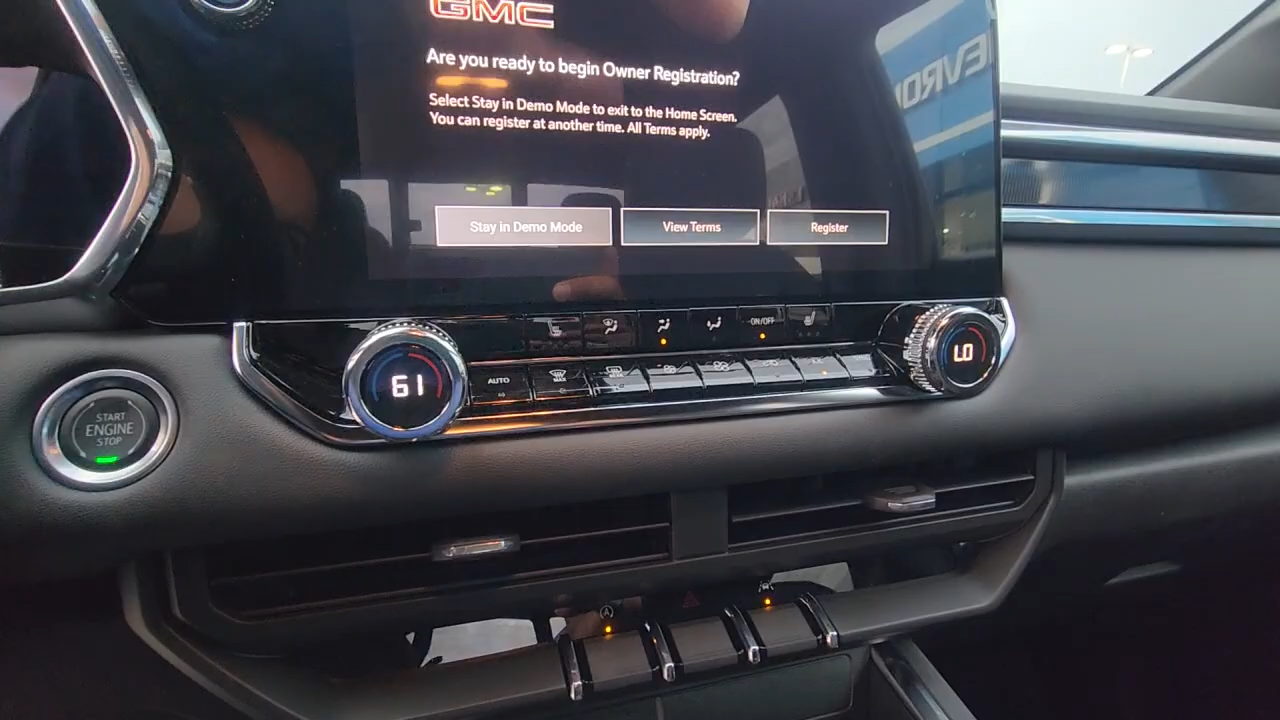 GMC
Are you ready to begin Owner Registration?
Select Stay in Demo Mode to exit to the Home Screen.
You can register at another time. All Terms apply.
Stay in Demo Mode
View Terms
Register
EVRO
ON/OFF
61
AUTO
MAX
LO
START
ENGINE
STOP
A